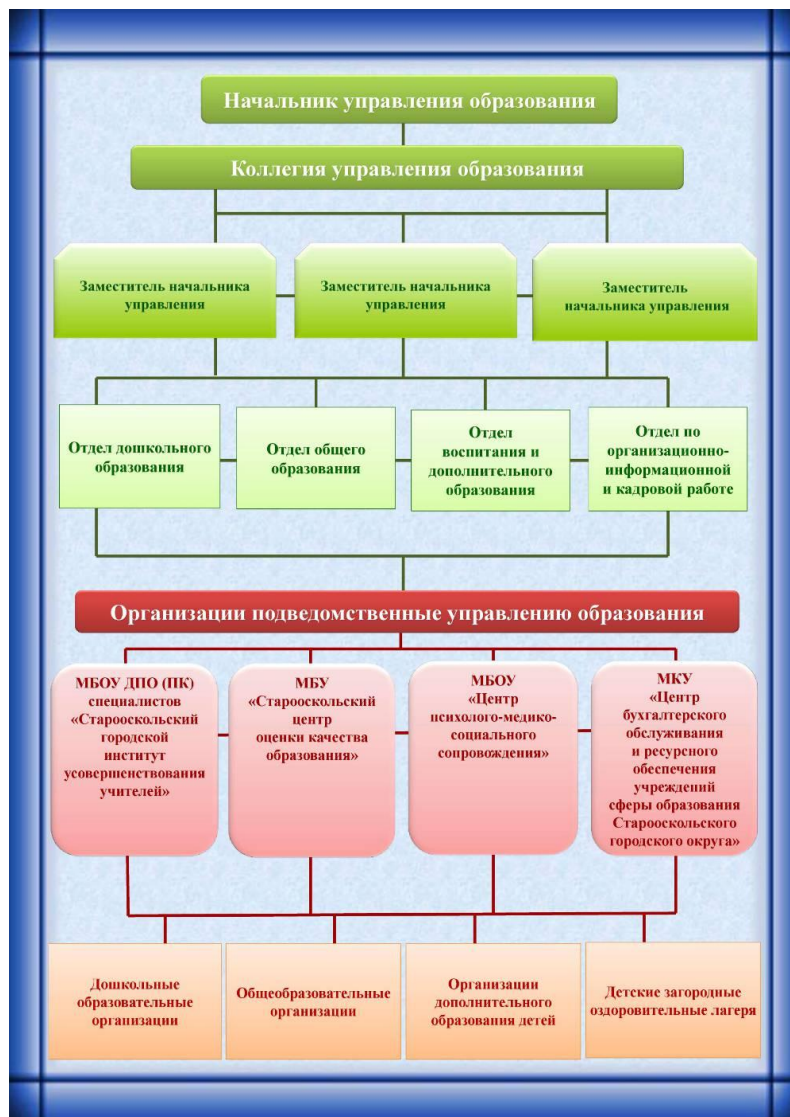 Начальник управления образования
Коллегия управления образования
Заместитель начальника
управления
Заместитель начальника
управления
Заместитель
начальника управления
Отдел дошкольного
образования
Отдел общего
образования
Отдел
воспитания и
дополнительного
образования
Отдел по
организационно-
информационной
и кадровой работе
Организации подведомственные управлению образования
МБОУ ДПО (ПК)
специалистов
«Старооскольский
городской
институт
усовершенствования
учителей»
МБУ
«Старооскольский
центр
оценки качества
образования»
МБОУ
«Центр
психолого-медико-
социального
сопровождения»
МКУ
«Центр
бухгалтерского
обслуживания
и ресурсного
обеспечения
учреждений
сферы образования
Старооскольского
городского округа»
Дошкольные
образовательные
организации
Общеобразовательные
организации
Организации
дополнительного
образования детей
Детские загородные
оздоровительные лагеря